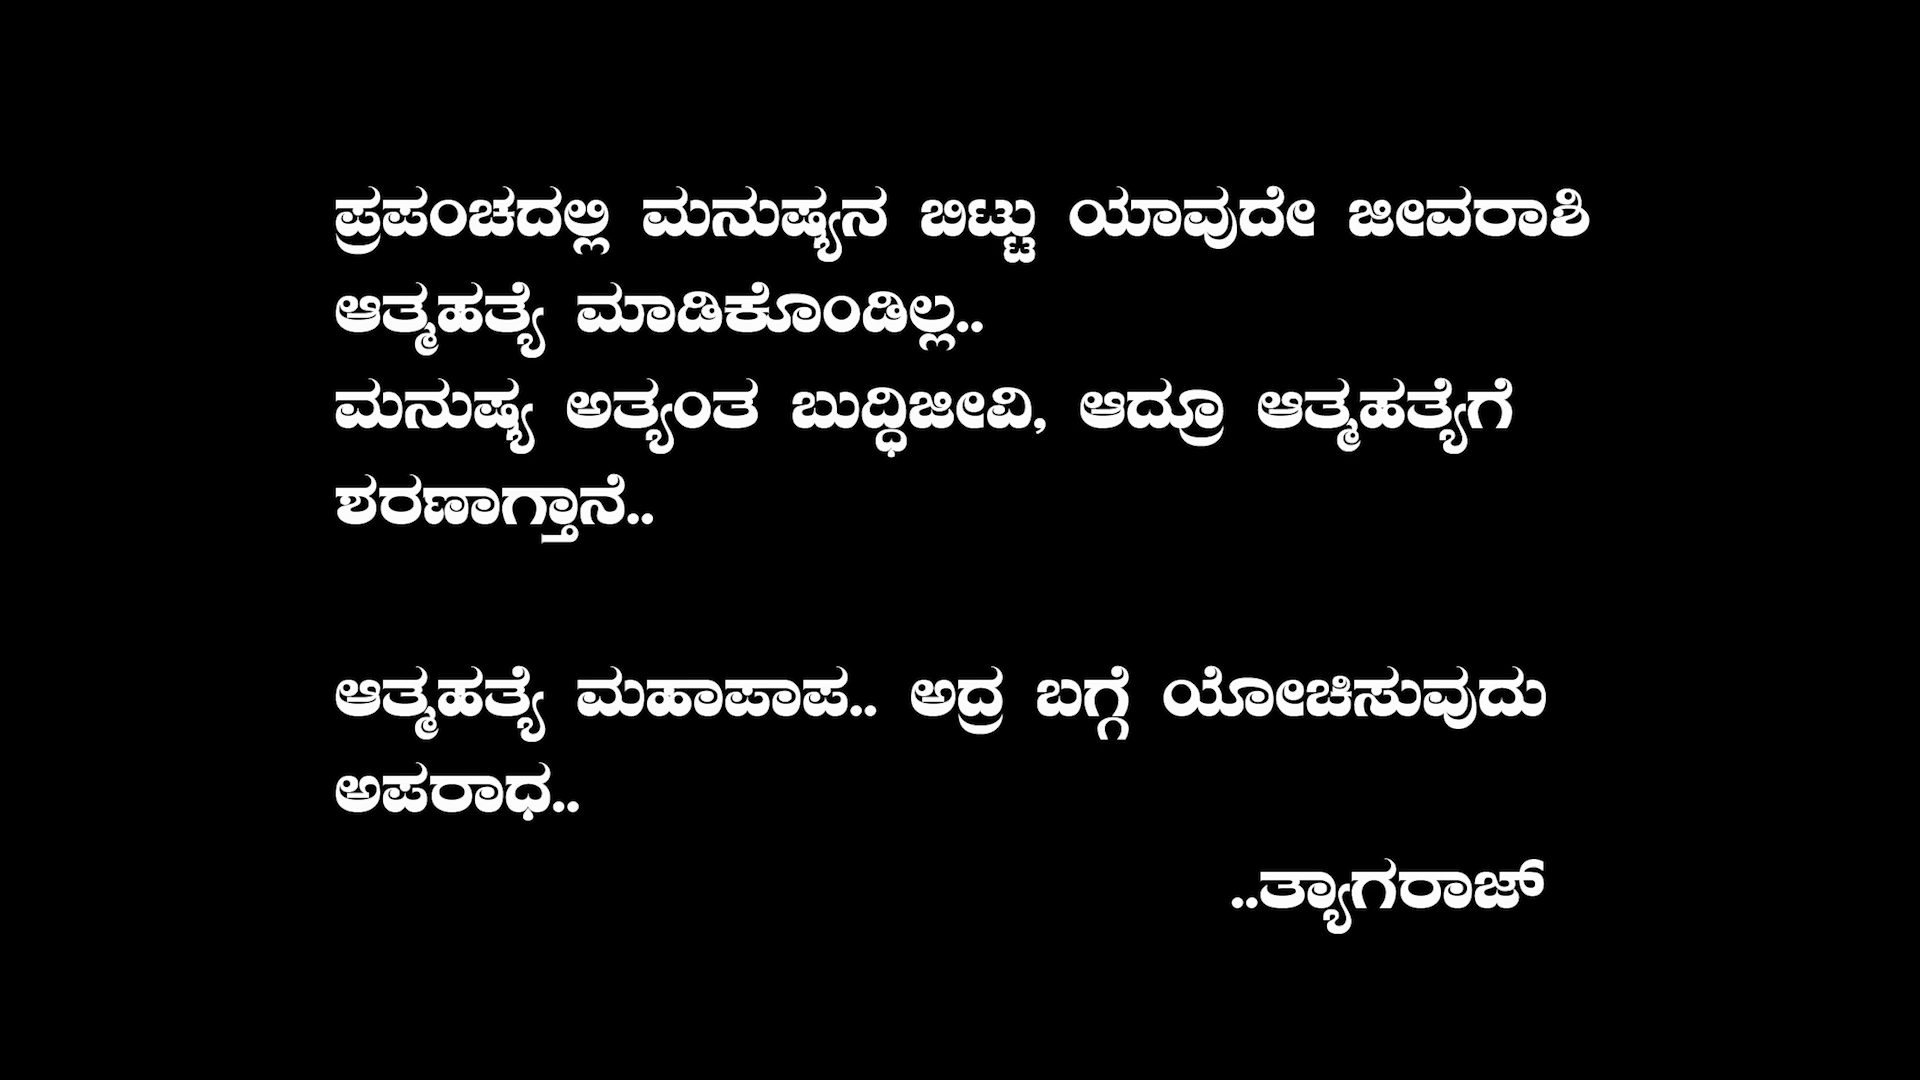 ಪ್ರಪಂಚದಲ್ಲಿ ಮನುಷ್ಯನ ಬಿಟ್ಟು ಯಾವುದೇ ಜೀವರಾಶಿ
ಆತ್ಮಹತ್ಯೆ ಮಾಡಿಕೊಂಡಿಲ್ಲ..
ಮನುಷ್ಯ ಅತ್ಯಂತ ಬುದ್ಧಿಜೀವಿ, ಆದ್ರೂ ಆತ್ಮಹತ್ಯೆಗೆ
ಶರಣಾಗ್ತಾನೆ..
ಆತ್ಮಹತ್ಯೆ ಮಹಾಪಾಪ.. ಅದ್ರ ಬಗ್ಗೆ ಯೋಚಿಸುವುದು
ಅಪರಾಧ..
..ತ್ಯಾಗರಾಜ್